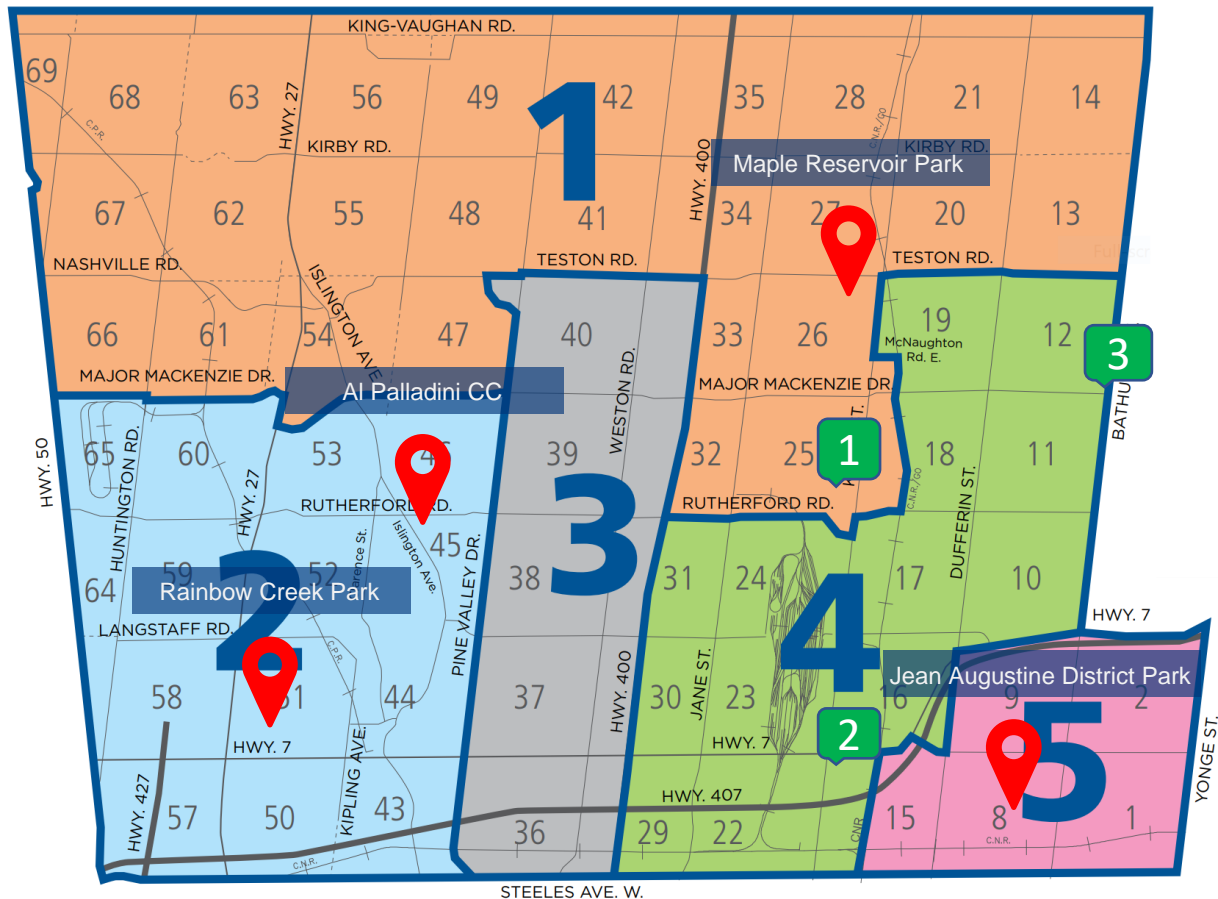 KING-VAUGHAN RD.
69
68
63
56
49
1
42
35
28
21
14
HWY. 27
C.P.R.
C.N.R./GO
KIRBY RD.
HWY. 400
KIRBY RD.
Maple Reservoir Park
67
62
55
48
41
34
27
20
13
NASHVILLE RD.
ISLINGTON AVE.
TESTON RD.
TESTON RD.
66
61
54
47
40
33
26
19
12
McNaughton
Rd. E.
3
MAJOR MACKENZIE DR.
Al Palladini CC
WESTON RD.
MAJOR MACKENZIE DR.
HWY. 50
65
HUNTINGTON RD.
60
HWY. 27
53
39
32
25
1
18
11
RUTHERFORD RD.
RUTHERFORD RD.
C.N.R./GO
DUFFERIN ST.
Islington Ave.
45
PINE VALLEY DR.
3
64
59
2
52
38
31
24
4
17
10
Rainbow Creek Park
LANGSTAFF RD.
C.P.R.
HWY. 7
Jean Augustine District Park
58
51
44
37
HWY. 400
30
JANE ST.
23
16
9
2
HWY. 7
KIPLING AVE.
HWY. 7
2
5
YONGE ST.
HWY. 427
57
50
43
HWY. 407
36
29
22
CNR
15
8
1
C.N.R.
C.N.R.
STEELES AVE. W.